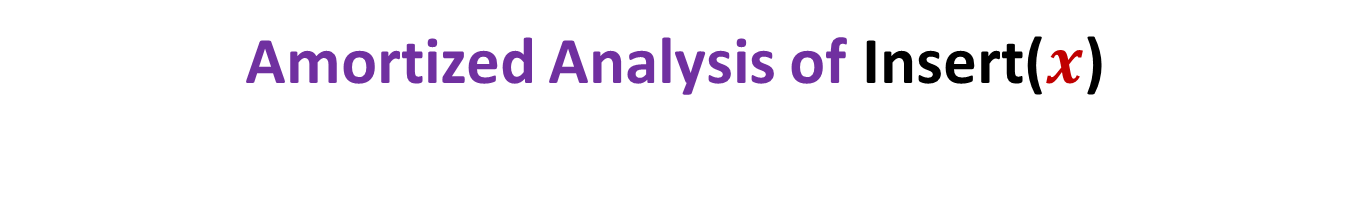 Amortized Analysis of Insert(𝒙)